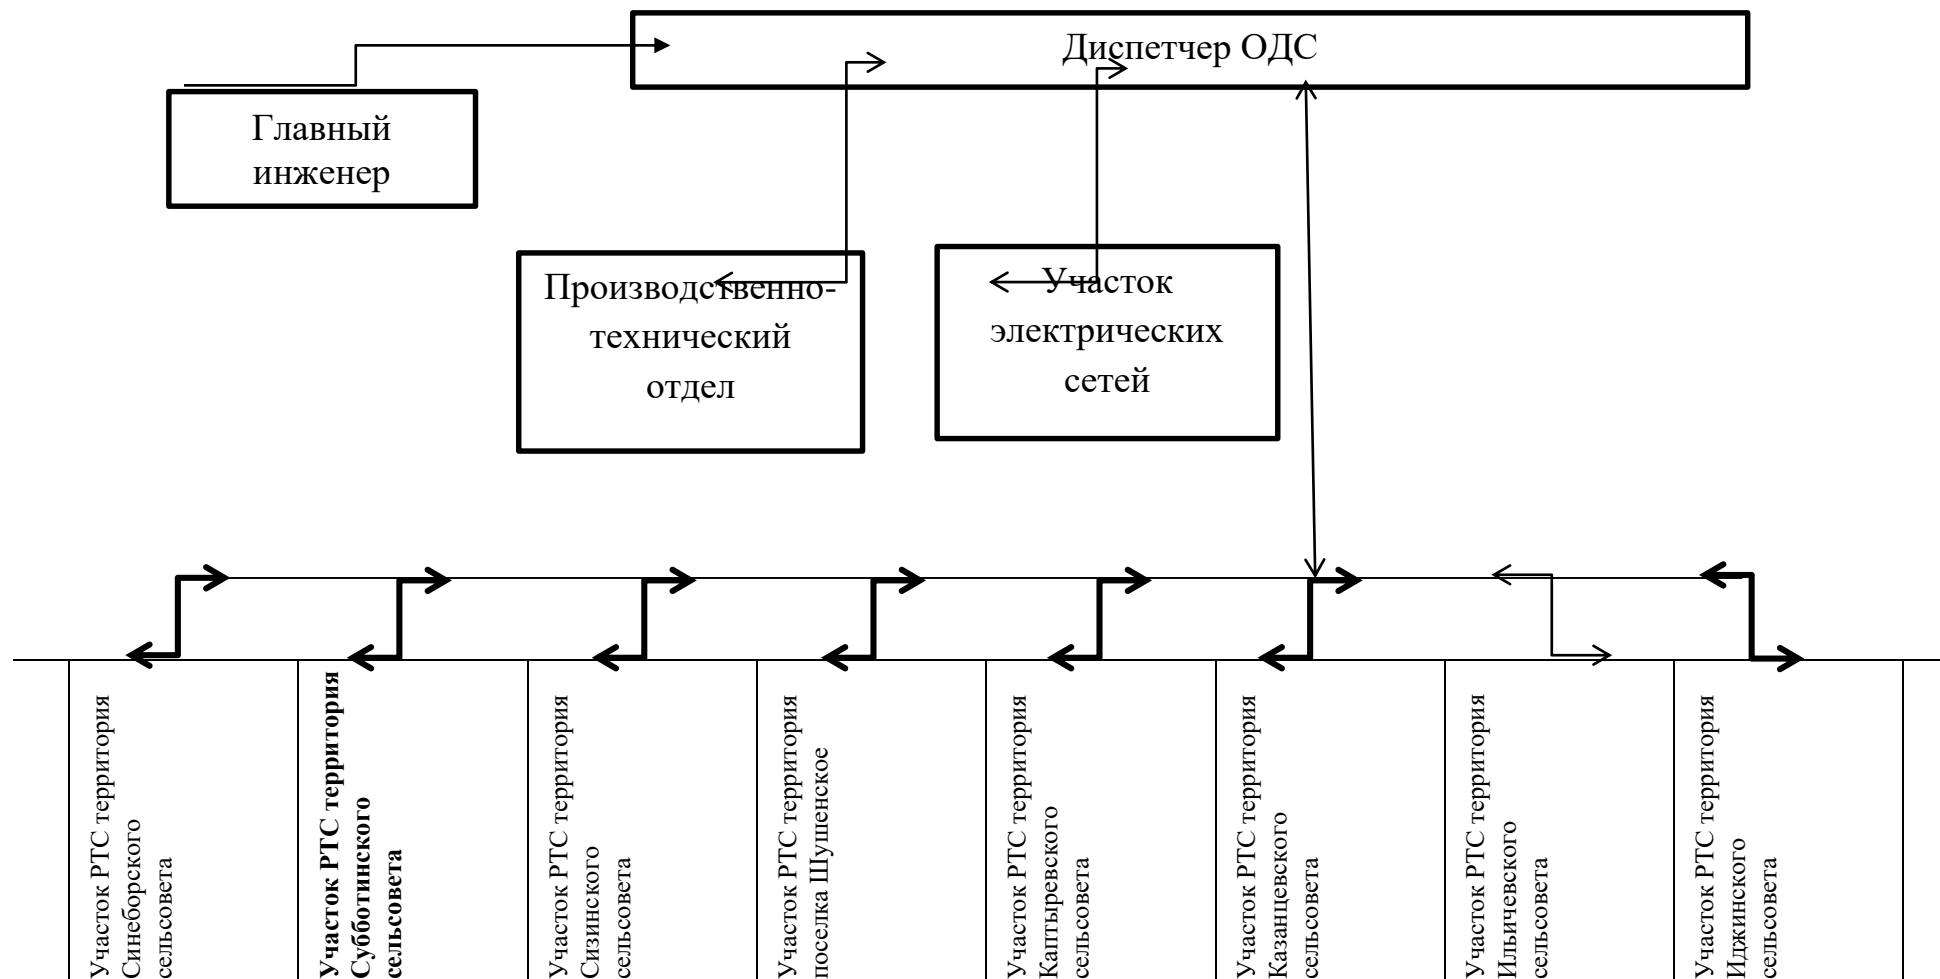 Диспетчер ОДС
Главный
инженер
Производственно-
технический
отдел
Участок
электрических
сетей
Участок РТС территория
Синеборского
сельсовета
Участок РТС территория
Субботинского
сельсовета
Участок РТС территория
Сизинского
сельсовета
Участок РТС территория
поселка Шушенское
Участок РТС территория
Каптыревского
сельсовета
Участок РТС территория
Казанцевского
сельсовета
Участок РТС территория
Ильичевского
сельсовета
Участок РТС территория
Иджинского
сельсовета